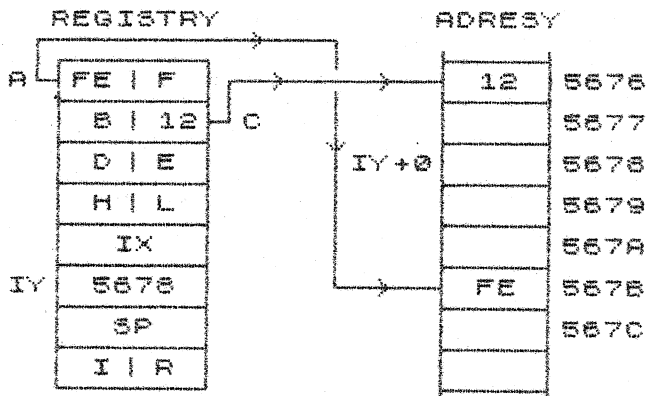 REGISTRY ADRESY
A FE | F 12 5676
B | 12 C 5677
D | E IY+0 5678
H | L 5679
IX 567A
IY 5678 FE 567B
SP 567C
I | R